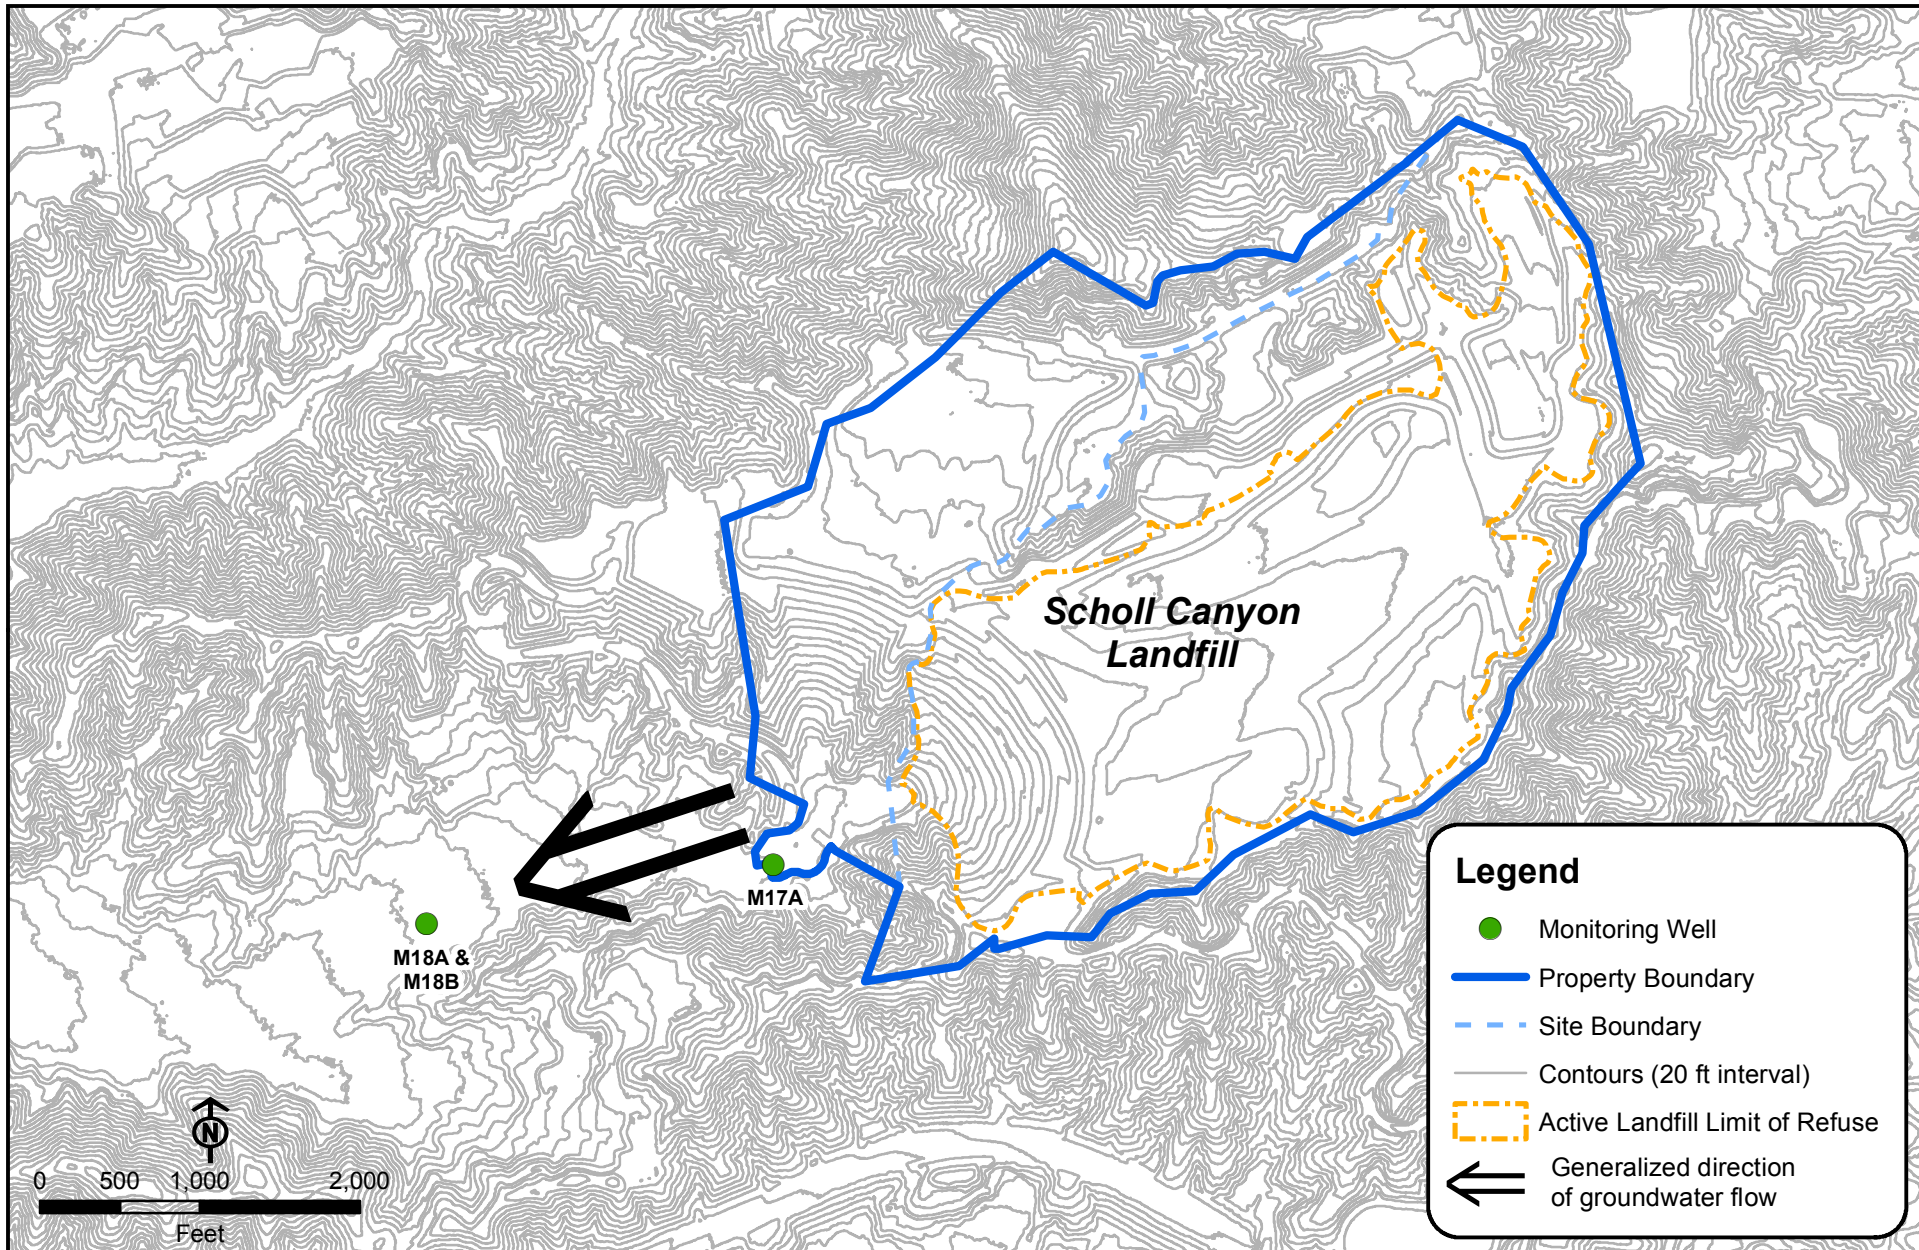 Scholl Canyon
Landfill
M17A
M18A &
M18B
N
0 500 1,000 2,000
Feet
Legend
Monitoring Well
Property Boundary
Site Boundary
Contours (20 ft interval)
Active Landfill Limit of Refuse
Generalized direction
of groundwater flow